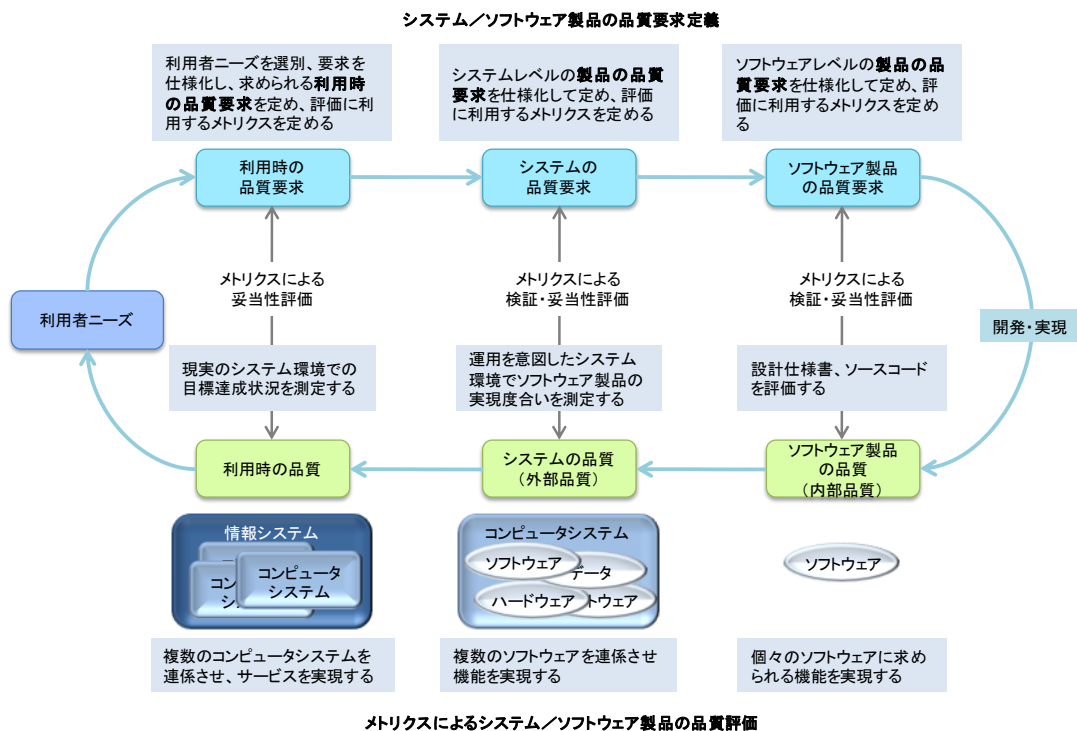 システム／ソフトウェア製品の品質要求定義
利用者ニーズを選別、要求を
仕様化し、求められる利用時
の品質要求を定め、評価に利
用するメトリクスを定める
システムレベルの製品の品質
要求を仕様化して定め、評価
に利用するメトリクスを定める
ソフトウェアレベルの製品の品
質要求を仕様化して定め、評
価に利用するメトリクスを定め
る
利用時の
品質要求
システムの
品質要求
ソフトウェア製品
の品質要求
メトリクスによる
妥当性評価
メトリクスによる
検証・妥当性評価
メトリクスによる
検証・妥当性評価
利用者ニーズ
開発・実現
現実のシステム環境での
目標達成状況を測定する
運用を意図したシステム
環境でソフトウェア製品の
実現度合いを測定する
設計仕様書、ソースコード
を評価する
利用時の品質
システムの品質
（外部品質）
ソフトウェア製品
の品質
（内部品質）
情報システム
コン
シス
コンピュータ
システム
コンピュータシステム
ソフトウェア
データ
ハードウェア
トウェア
ソフトウェア
複数のコンピュータシステムを
連係させ、サービスを実現する
複数のソフトウェアを連係させ
機能を実現する
個々のソフトウェアに求め
られる機能を実現する
メトリクスによるシステム／ソフトウェア製品の品質評価